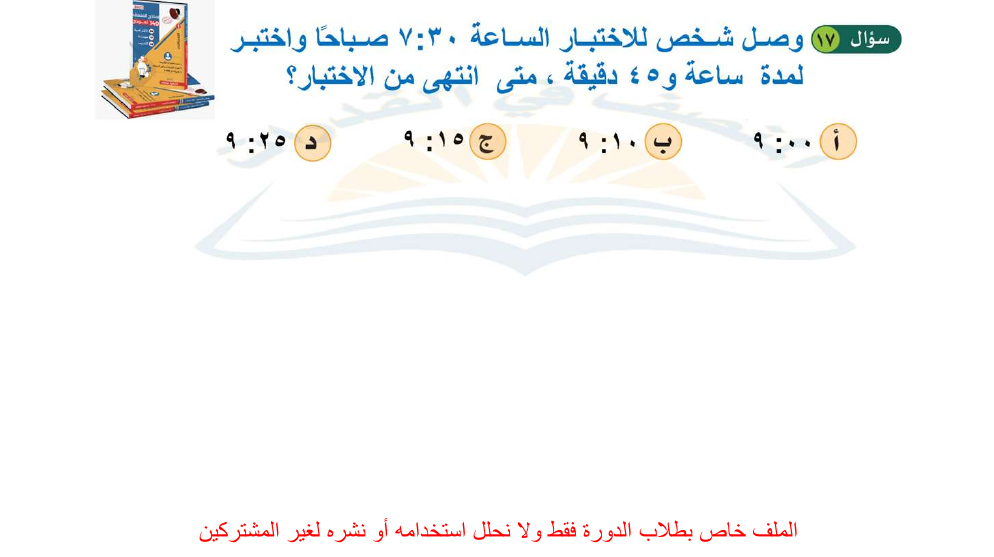 سؤال ١٧ وصل شخص للاختبار الساعة ٧:٣٠ صباحًا واختبر
لمدة ساعة و٤٥ دقيقة ، متى انتهى من الاختبار؟
أ ٩:٠٠ ب ٩:١٠ ج ٩:١٥ د ٩:٢٥
الملف خاص بطلاب الدورة فقط ولا نحلل استخدامه أو نشره لغير المشتركين